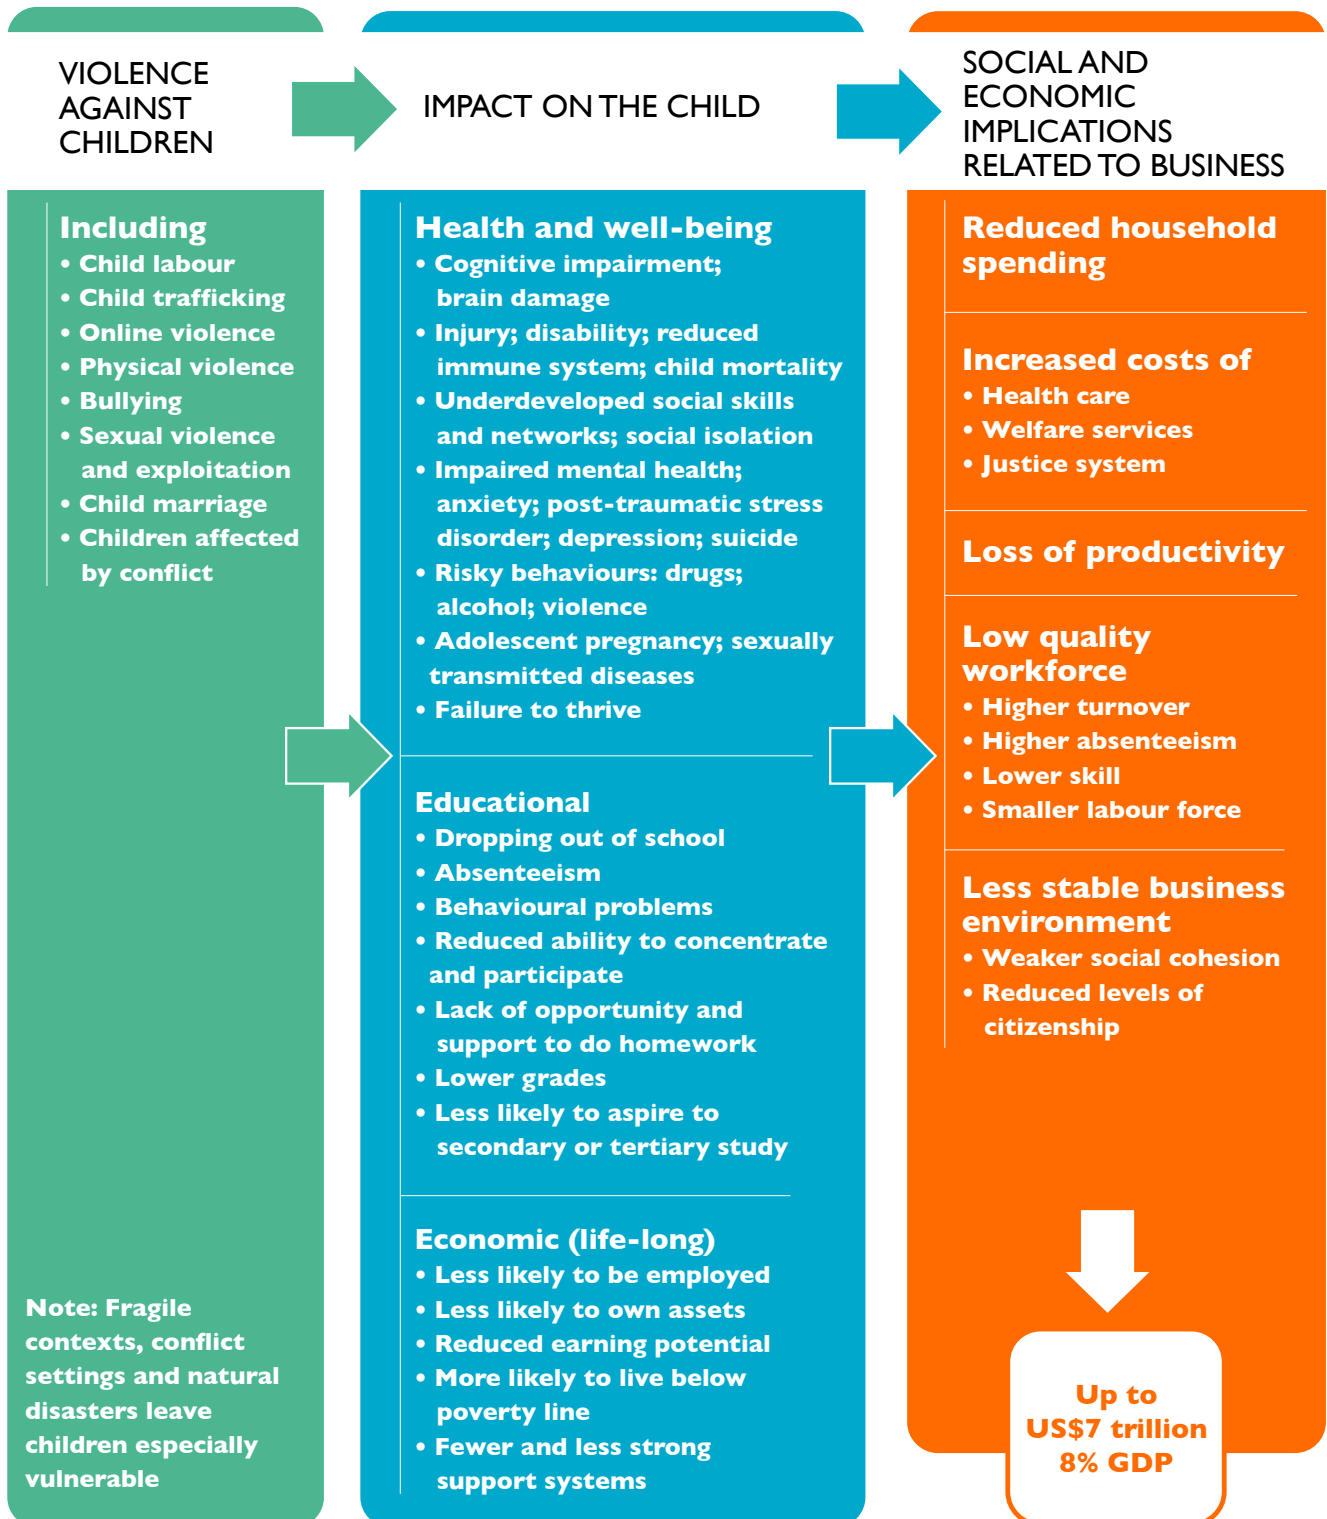 VIOLENCE
AGAINST
CHILDREN
Including
• Child labour
• Child trafficking
• Online violence
• Physical violence
• Bullying
• Sexual violence
and exploitation
• Child marriage
• Children affected
by conflict
Note: Fragile
contexts, conflict
settings and natural
disasters leave
children especially
vulnerable
IMPACT ON THE CHILD
Health and well-being
• Cognitive impairment;
brain damage
• Injury; disability; reduced
immune system; child mortality
• Underdeveloped social skills
and networks; social isolation
• Impaired mental health;
anxiety; post-traumatic stress
disorder; depression; suicide
• Risky behaviours: drugs;
alcohol; violence
• Adolescent pregnancy; sexually
transmitted diseases
• Failure to thrive
Educational
• Dropping out of school
• Absenteeism
• Behavioural problems
• Reduced ability to concentrate
and participate
• Lack of opportunity and
support to do homework
• Lower grades
• Less likely to aspire to
secondary or tertiary study
Economic (life-long)
• Less likely to be employed
• Less likely to own assets
• Reduced earning potential
• More likely to live below
poverty line
• Fewer and less strong
support systems
SOCIAL AND
ECONOMIC
IMPLICATIONS
RELATED TO BUSINESS
Reduced household
spending
Increased costs of
• Health care
• Welfare services
• Justice system
Loss of productivity
Low quality
workforce
• Higher turnover
• Higher absenteeism
• Lower skill
• Smaller labour force
Less stable business
environment
• Weaker social cohesion
• Reduced levels of
citizenship
Up to
US$7 trillion
8% GDP